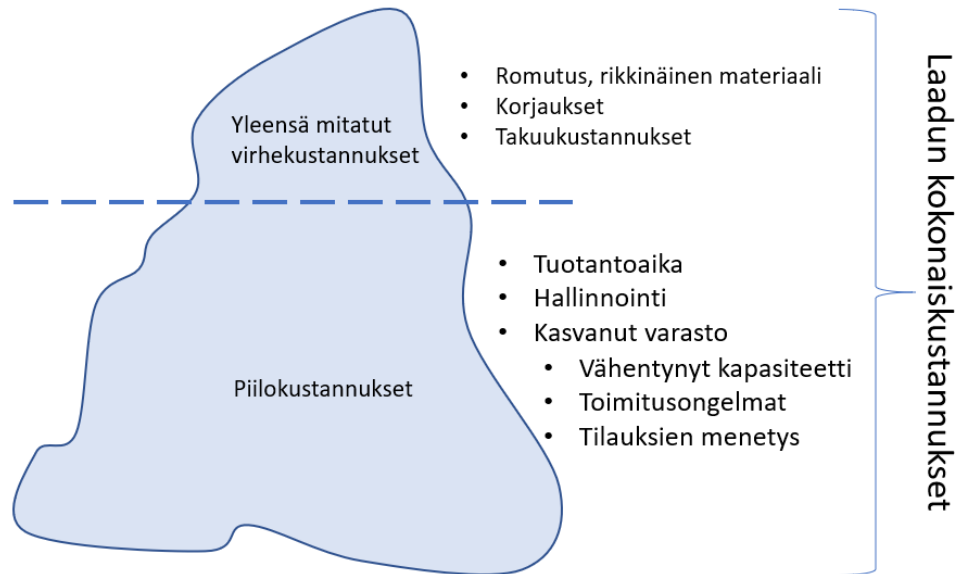 Yleensä mitatut
virhekustannukset
• Romutus, rikkinäinen materiaali
• Korjaukset
• Takuukustannukset
Piilokustannukset
• Tuotantoaika
• Hallinnointi
• Kasvanut varasto
• Vähentynyt kapasiteetti
• Toimitusongelmat
• Tilauksien menetys
Laadun kokonaiskustannukset